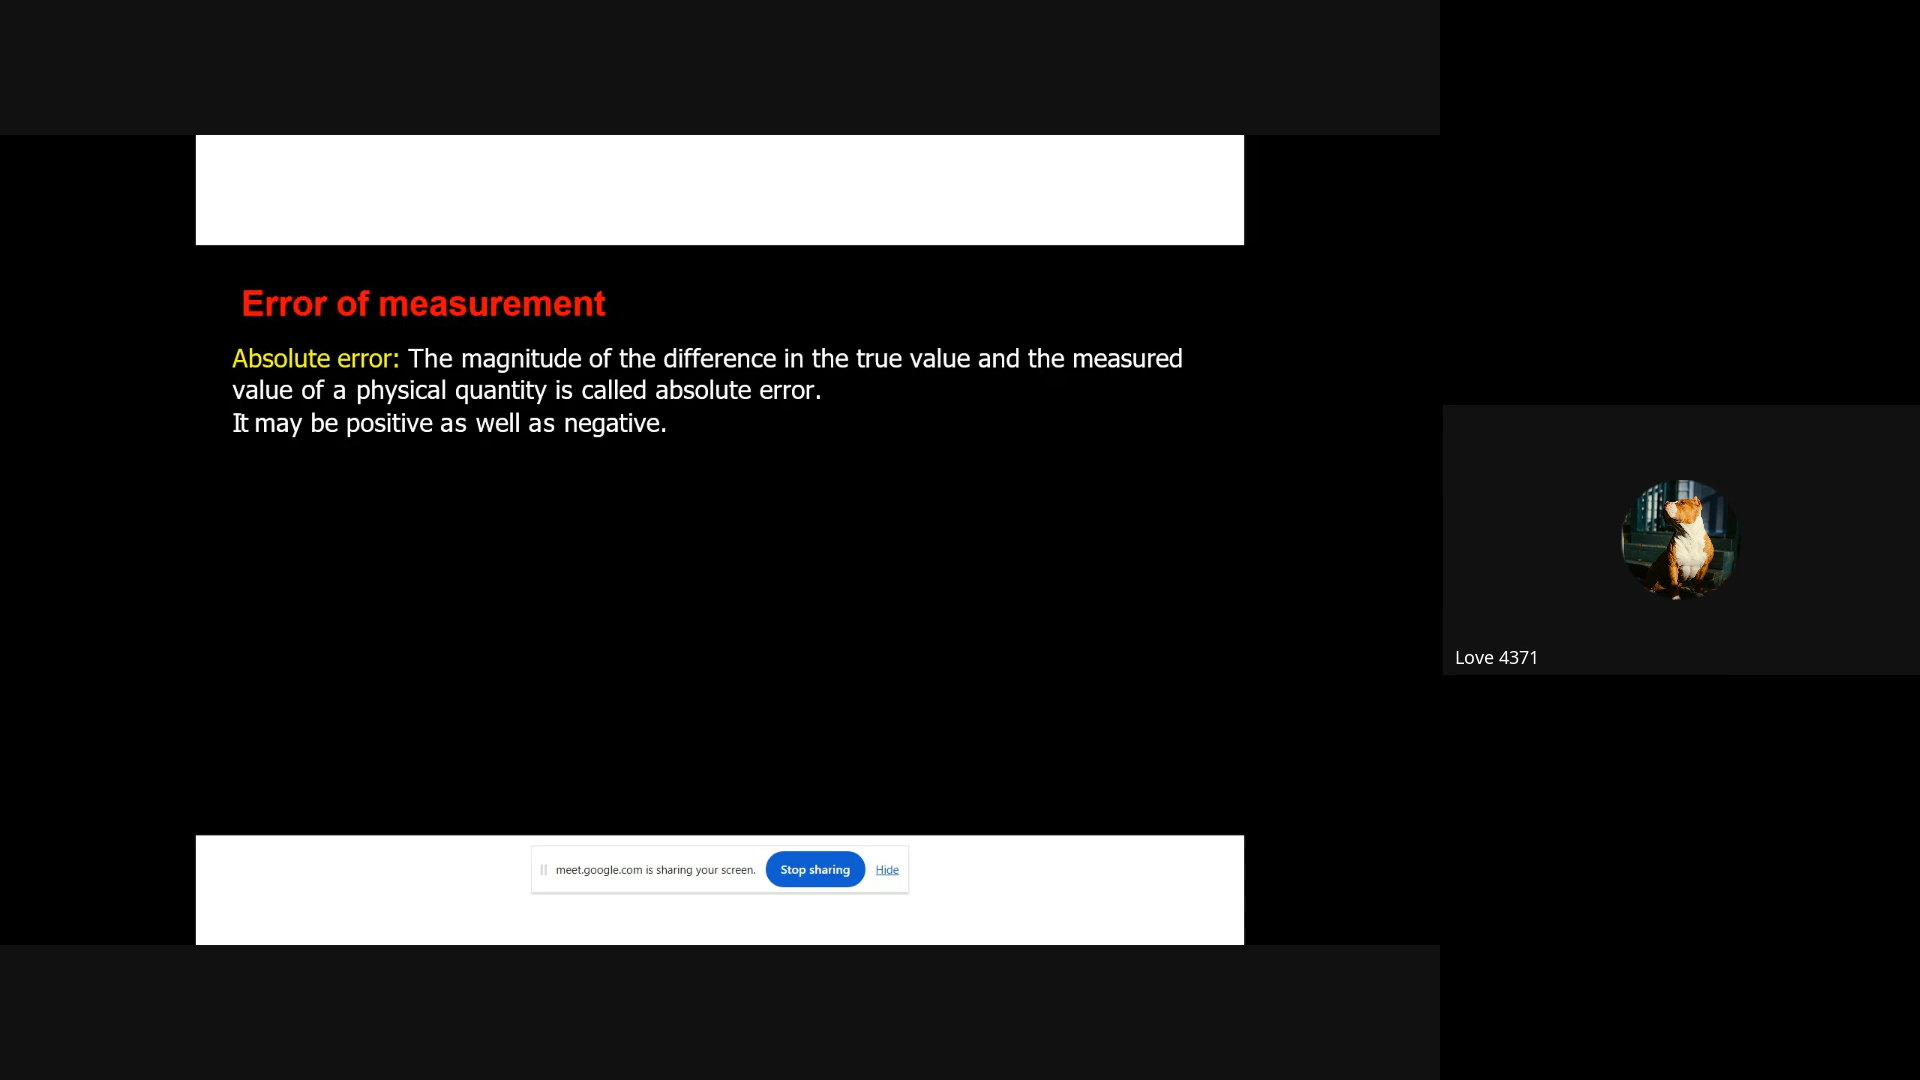 Error of measurement
Absolute error: The magnitude of the difference in the true value and the measured
value of a physical quantity is called absolute error.
It may be positive as well as negative.
Love 4371
meet.google.com is sharing your screen. Stop sharing Hide